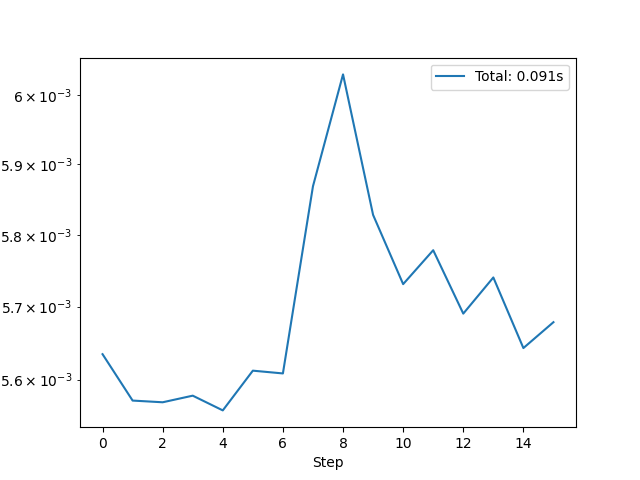 Total: 0.091s
6 × 10⁻³
5.9 × 10⁻³
5.8 × 10⁻³
5.7 × 10⁻³
5.6 × 10⁻³
0 2 4 6 8 10 12 14
Step